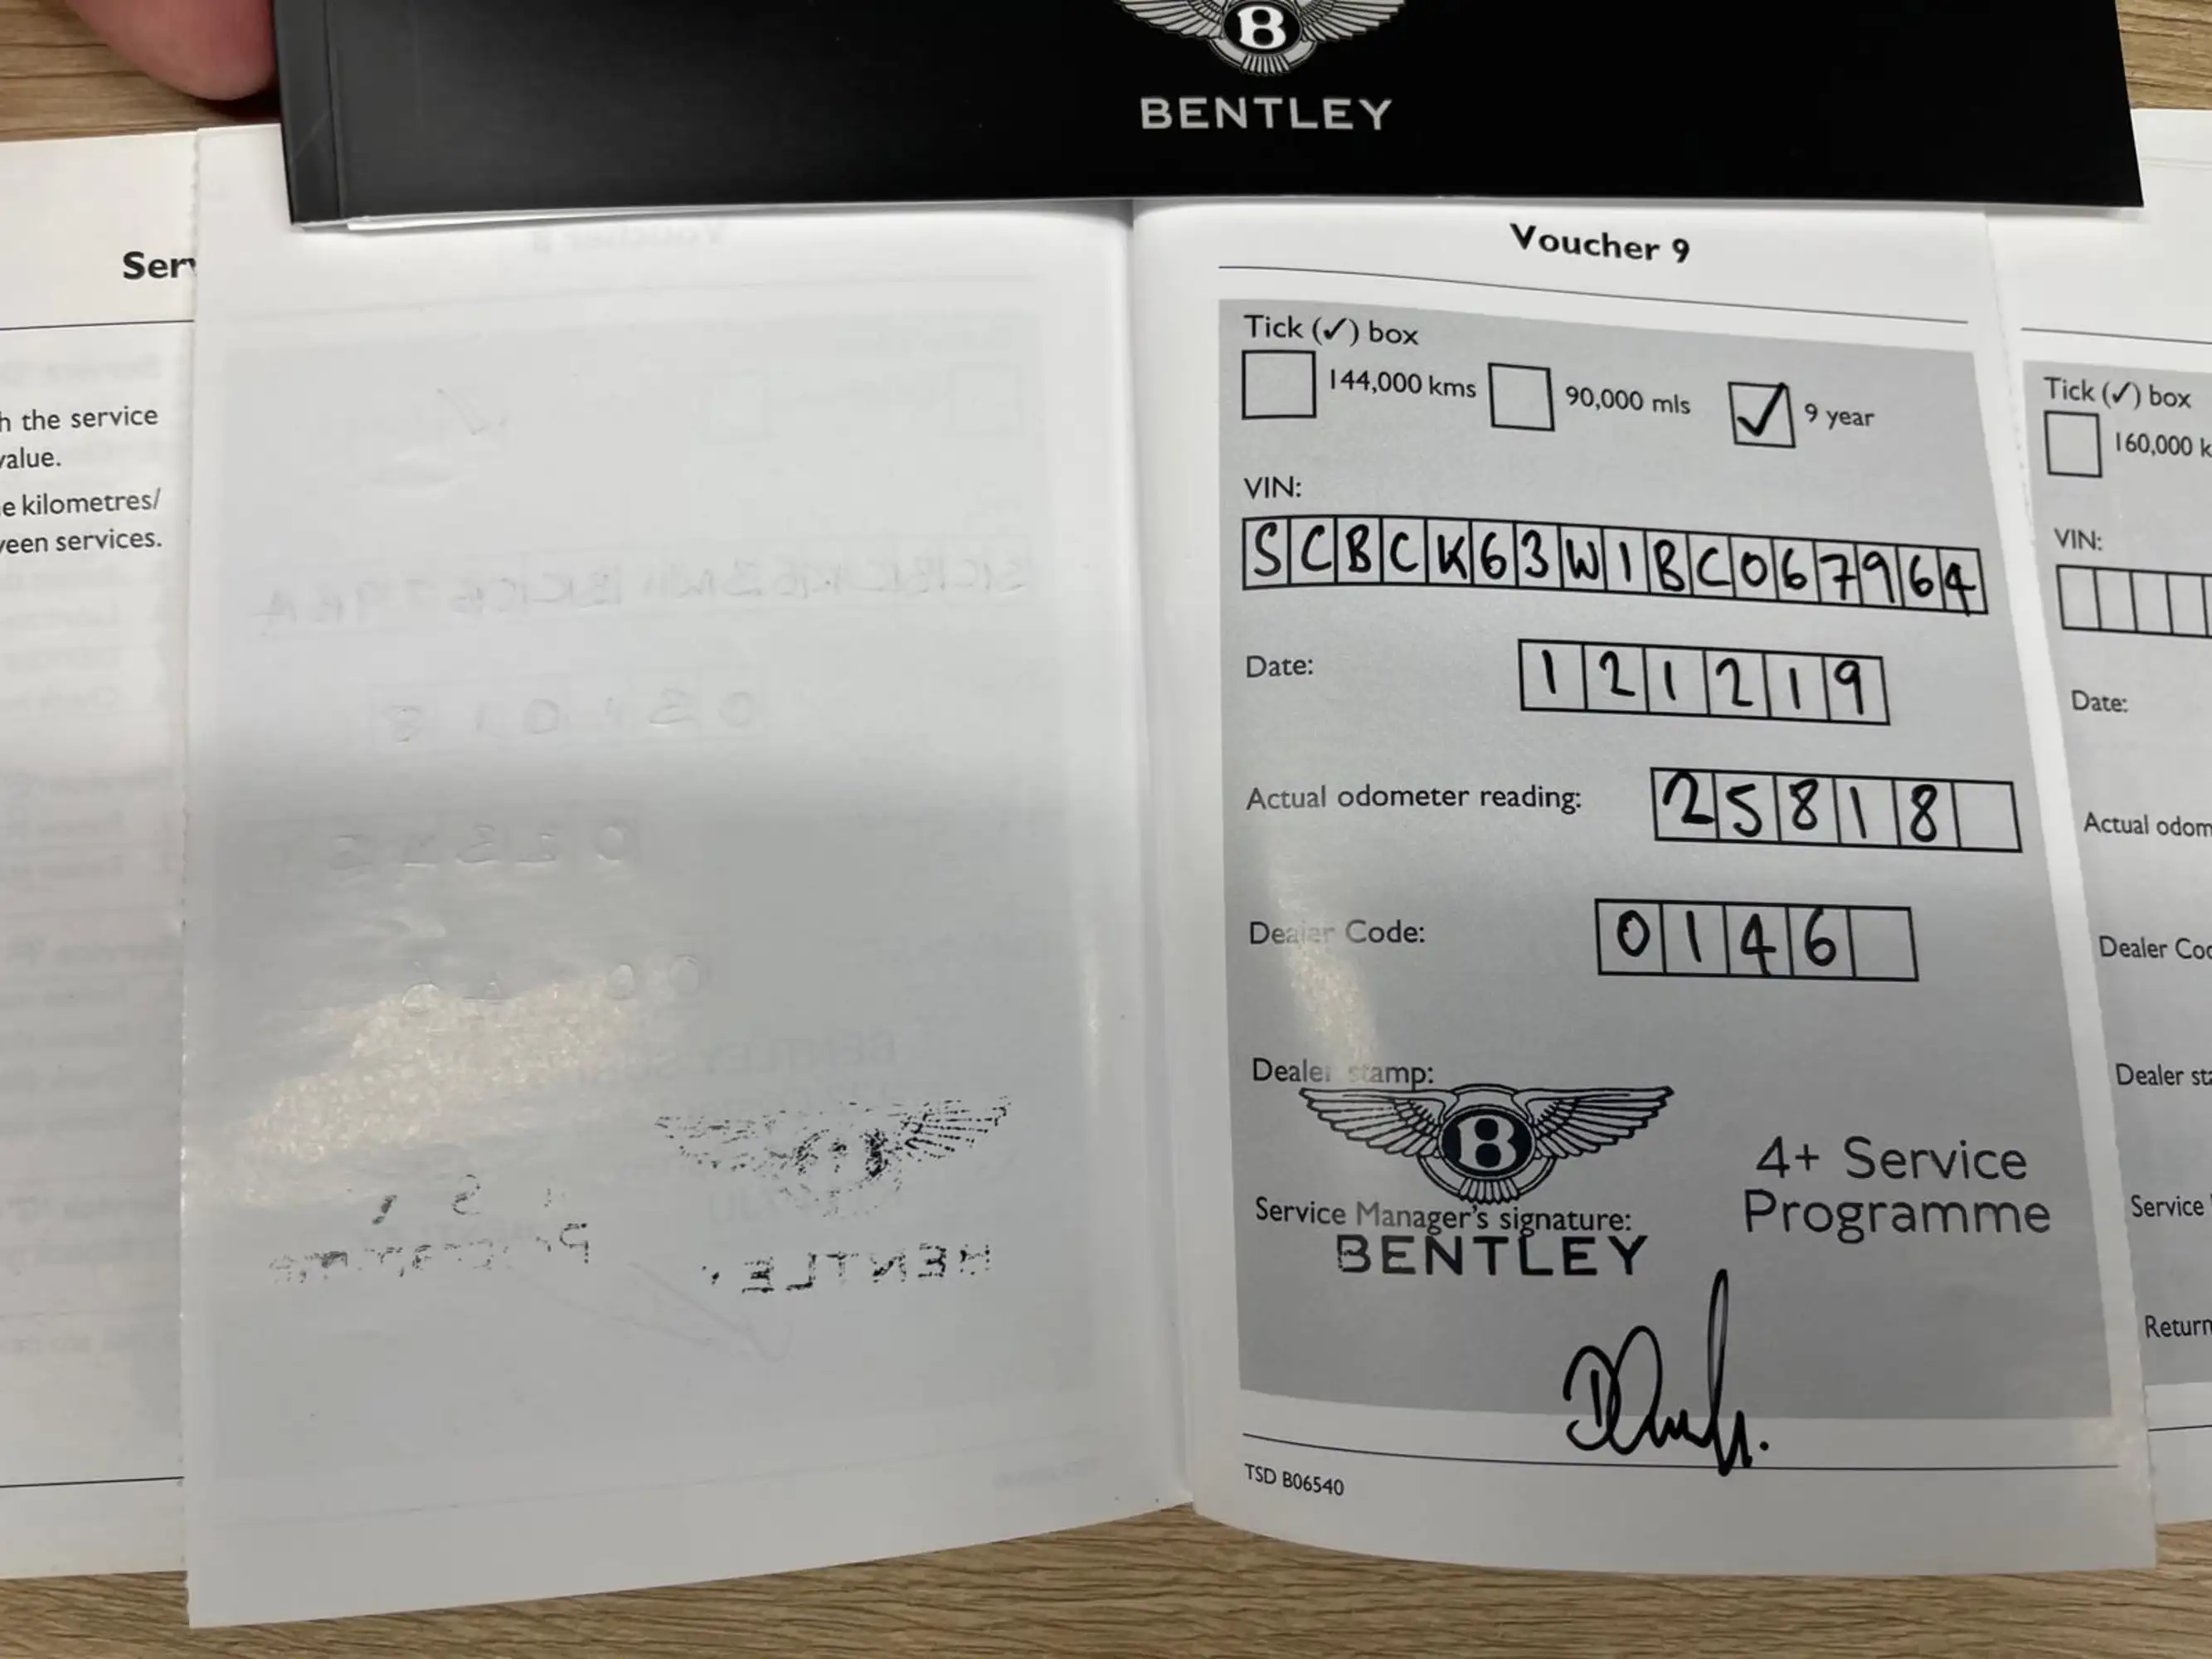 B
BENTLEY
Serv
h the service
value.
e kilometres/
veen services.
Voucher 9
Tick (✓) box
144,000 kms
90,000 mls
✓ 9 year
VIN:
SCBCK63W1BC067964
Date: 121219
Actual odometer reading: 25818
Dealer Code: 0146
Dealer stamp:
B
4+ Service
Programme
Service Manager's signature:
BENTLEY
TSD B06540
Tick (✓) box
160,000 k
VIN:
Date:
Actual odom
Dealer Cod
Dealer sta
Service
Return